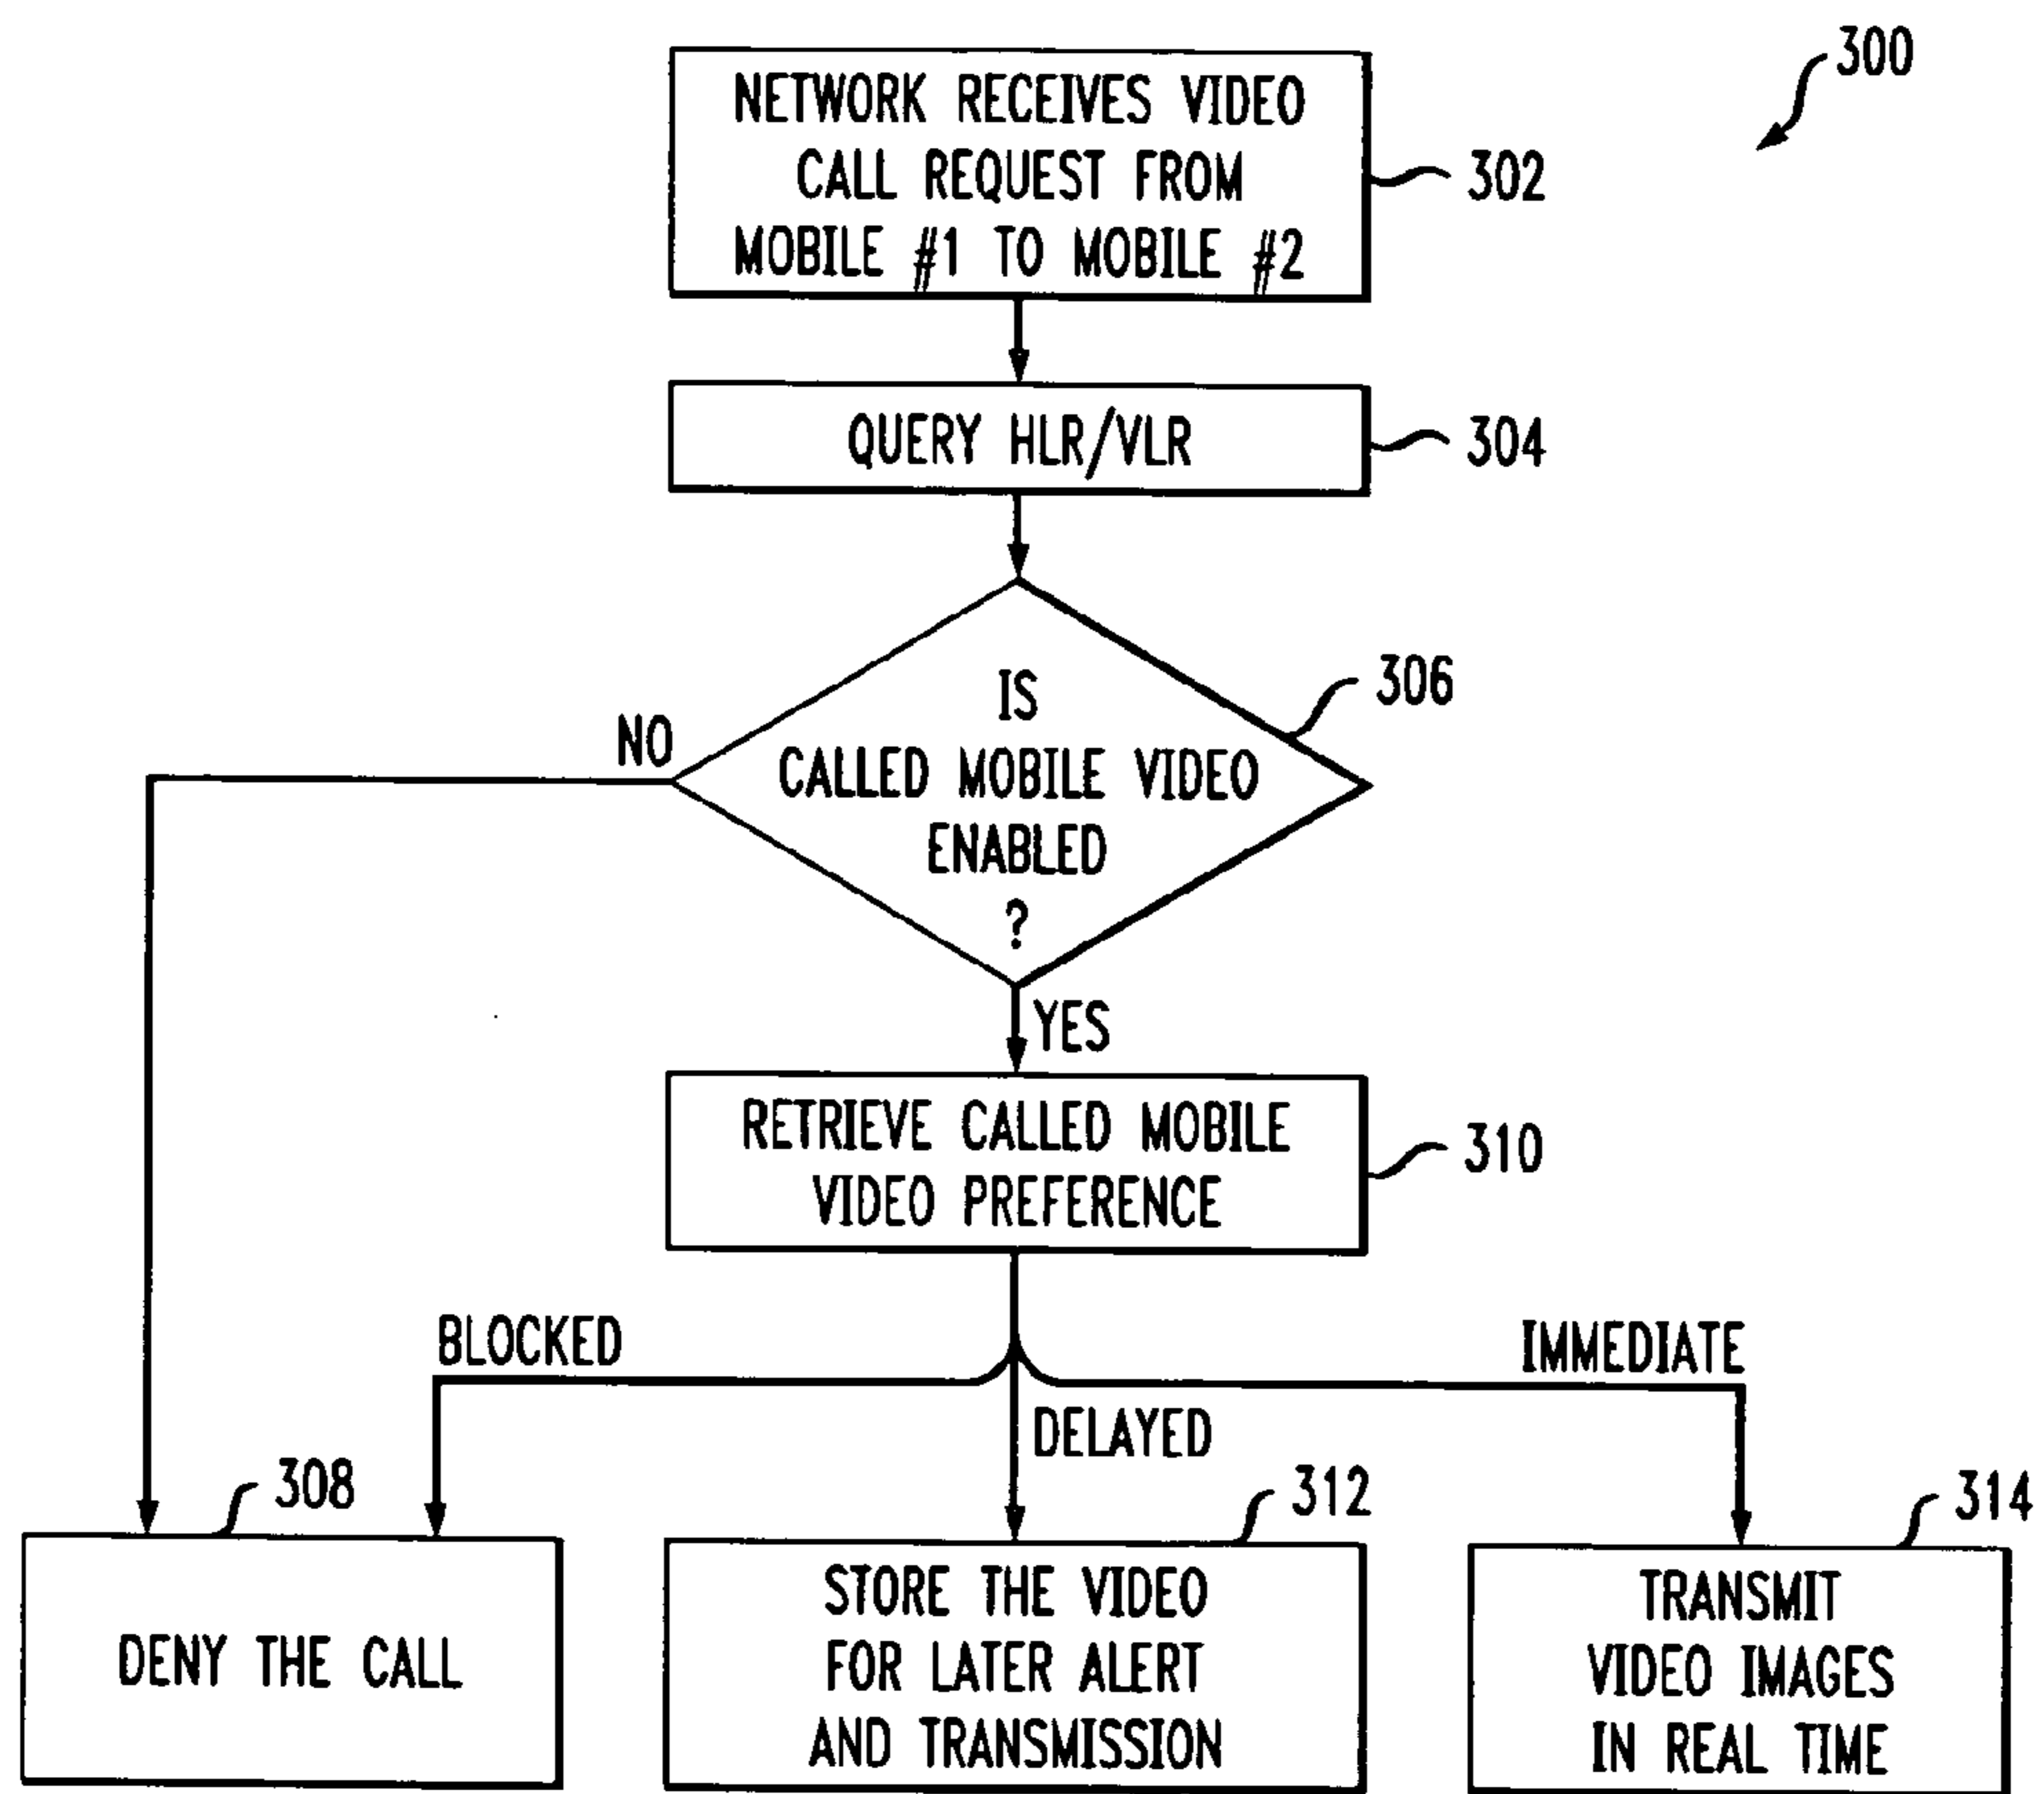 300
NETWORK RECEIVES VIDEO
CALL REQUEST FROM
MOBILE #1 TO MOBILE #2
302
QUERY HLR/VLR
304
IS
CALLED MOBILE VIDEO
ENABLED
?
306
NO
YES
RETRIEVE CALLED MOBILE
VIDEO PREFERENCE
310
BLOCKED
DELAYED
IMMEDIATE
308
DENY THE CALL
312
STORE THE VIDEO
FOR LATER ALERT
AND TRANSMISSION
314
TRANSMIT
VIDEO IMAGES
IN REAL TIME